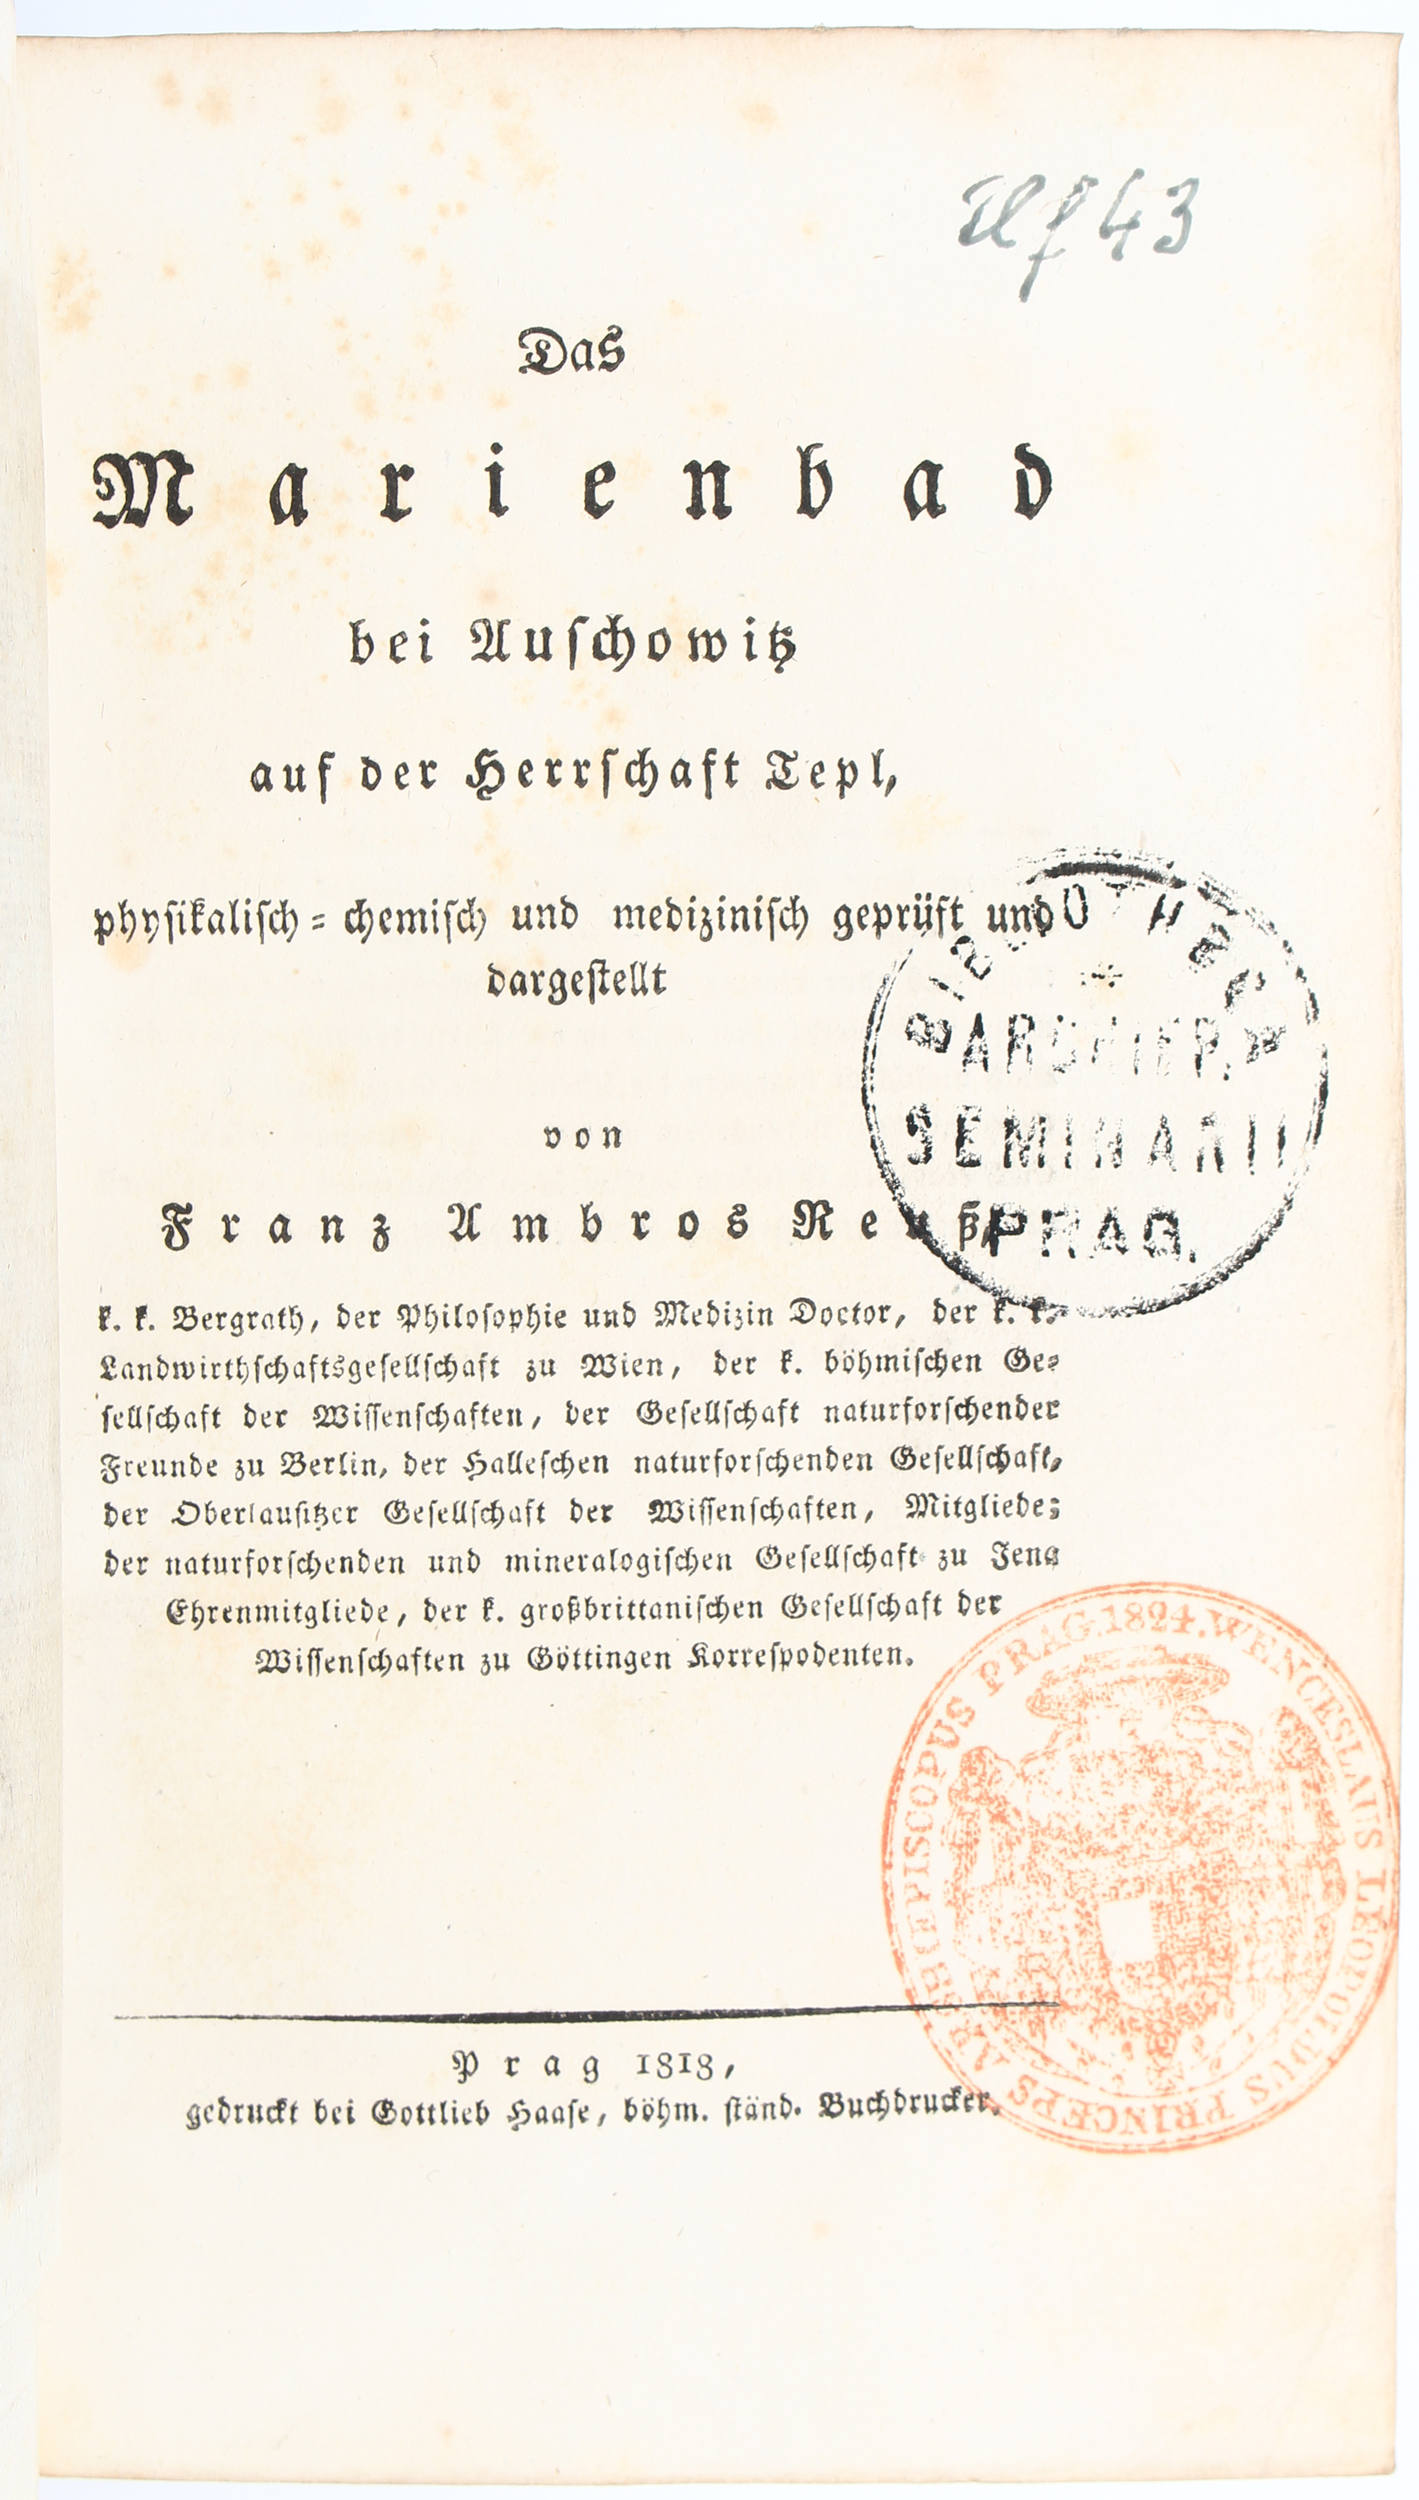 43
Das
Marienbad
bei Auschowitz
auf der Herrschaft Tepl,
physikalisch-chemisch und medizinisch geprüft und
dargestellt
von
Franz Ambros Reuß,
k. k. Bergrath, der Philosophie und Medizin Doctor, der k. k.
Landwirthschaftsgesellschaft zu Wien, der k. böhmischen Ge-
sellschaft der Wissenschaften, der Gesellschaft naturforschender
Freunde zu Berlin, der Halleschen naturforschenden Gesellschaft,
der Oberlausitzer Gesellschaft der Wissenschaften, Mitgliede;
der naturforschenden und mineralogischen Gesellschaft zu Jena
Ehrenmitgliede, der k. großbrittanischen Gesellschaft der
Wissenschaften zu Göttingen Korrespodenten.
Prag 1818,
gedruckt bei Gottlieb Haase, böhm. ständ. Buchdrucker.
BIBLIOTHECA
ARCHIEP.
SEMINARII
PRAG.
WENCESLAUS LEOPOLDUS PRINCEPS ARCHIEPISCOPUS PRAG. 1824.